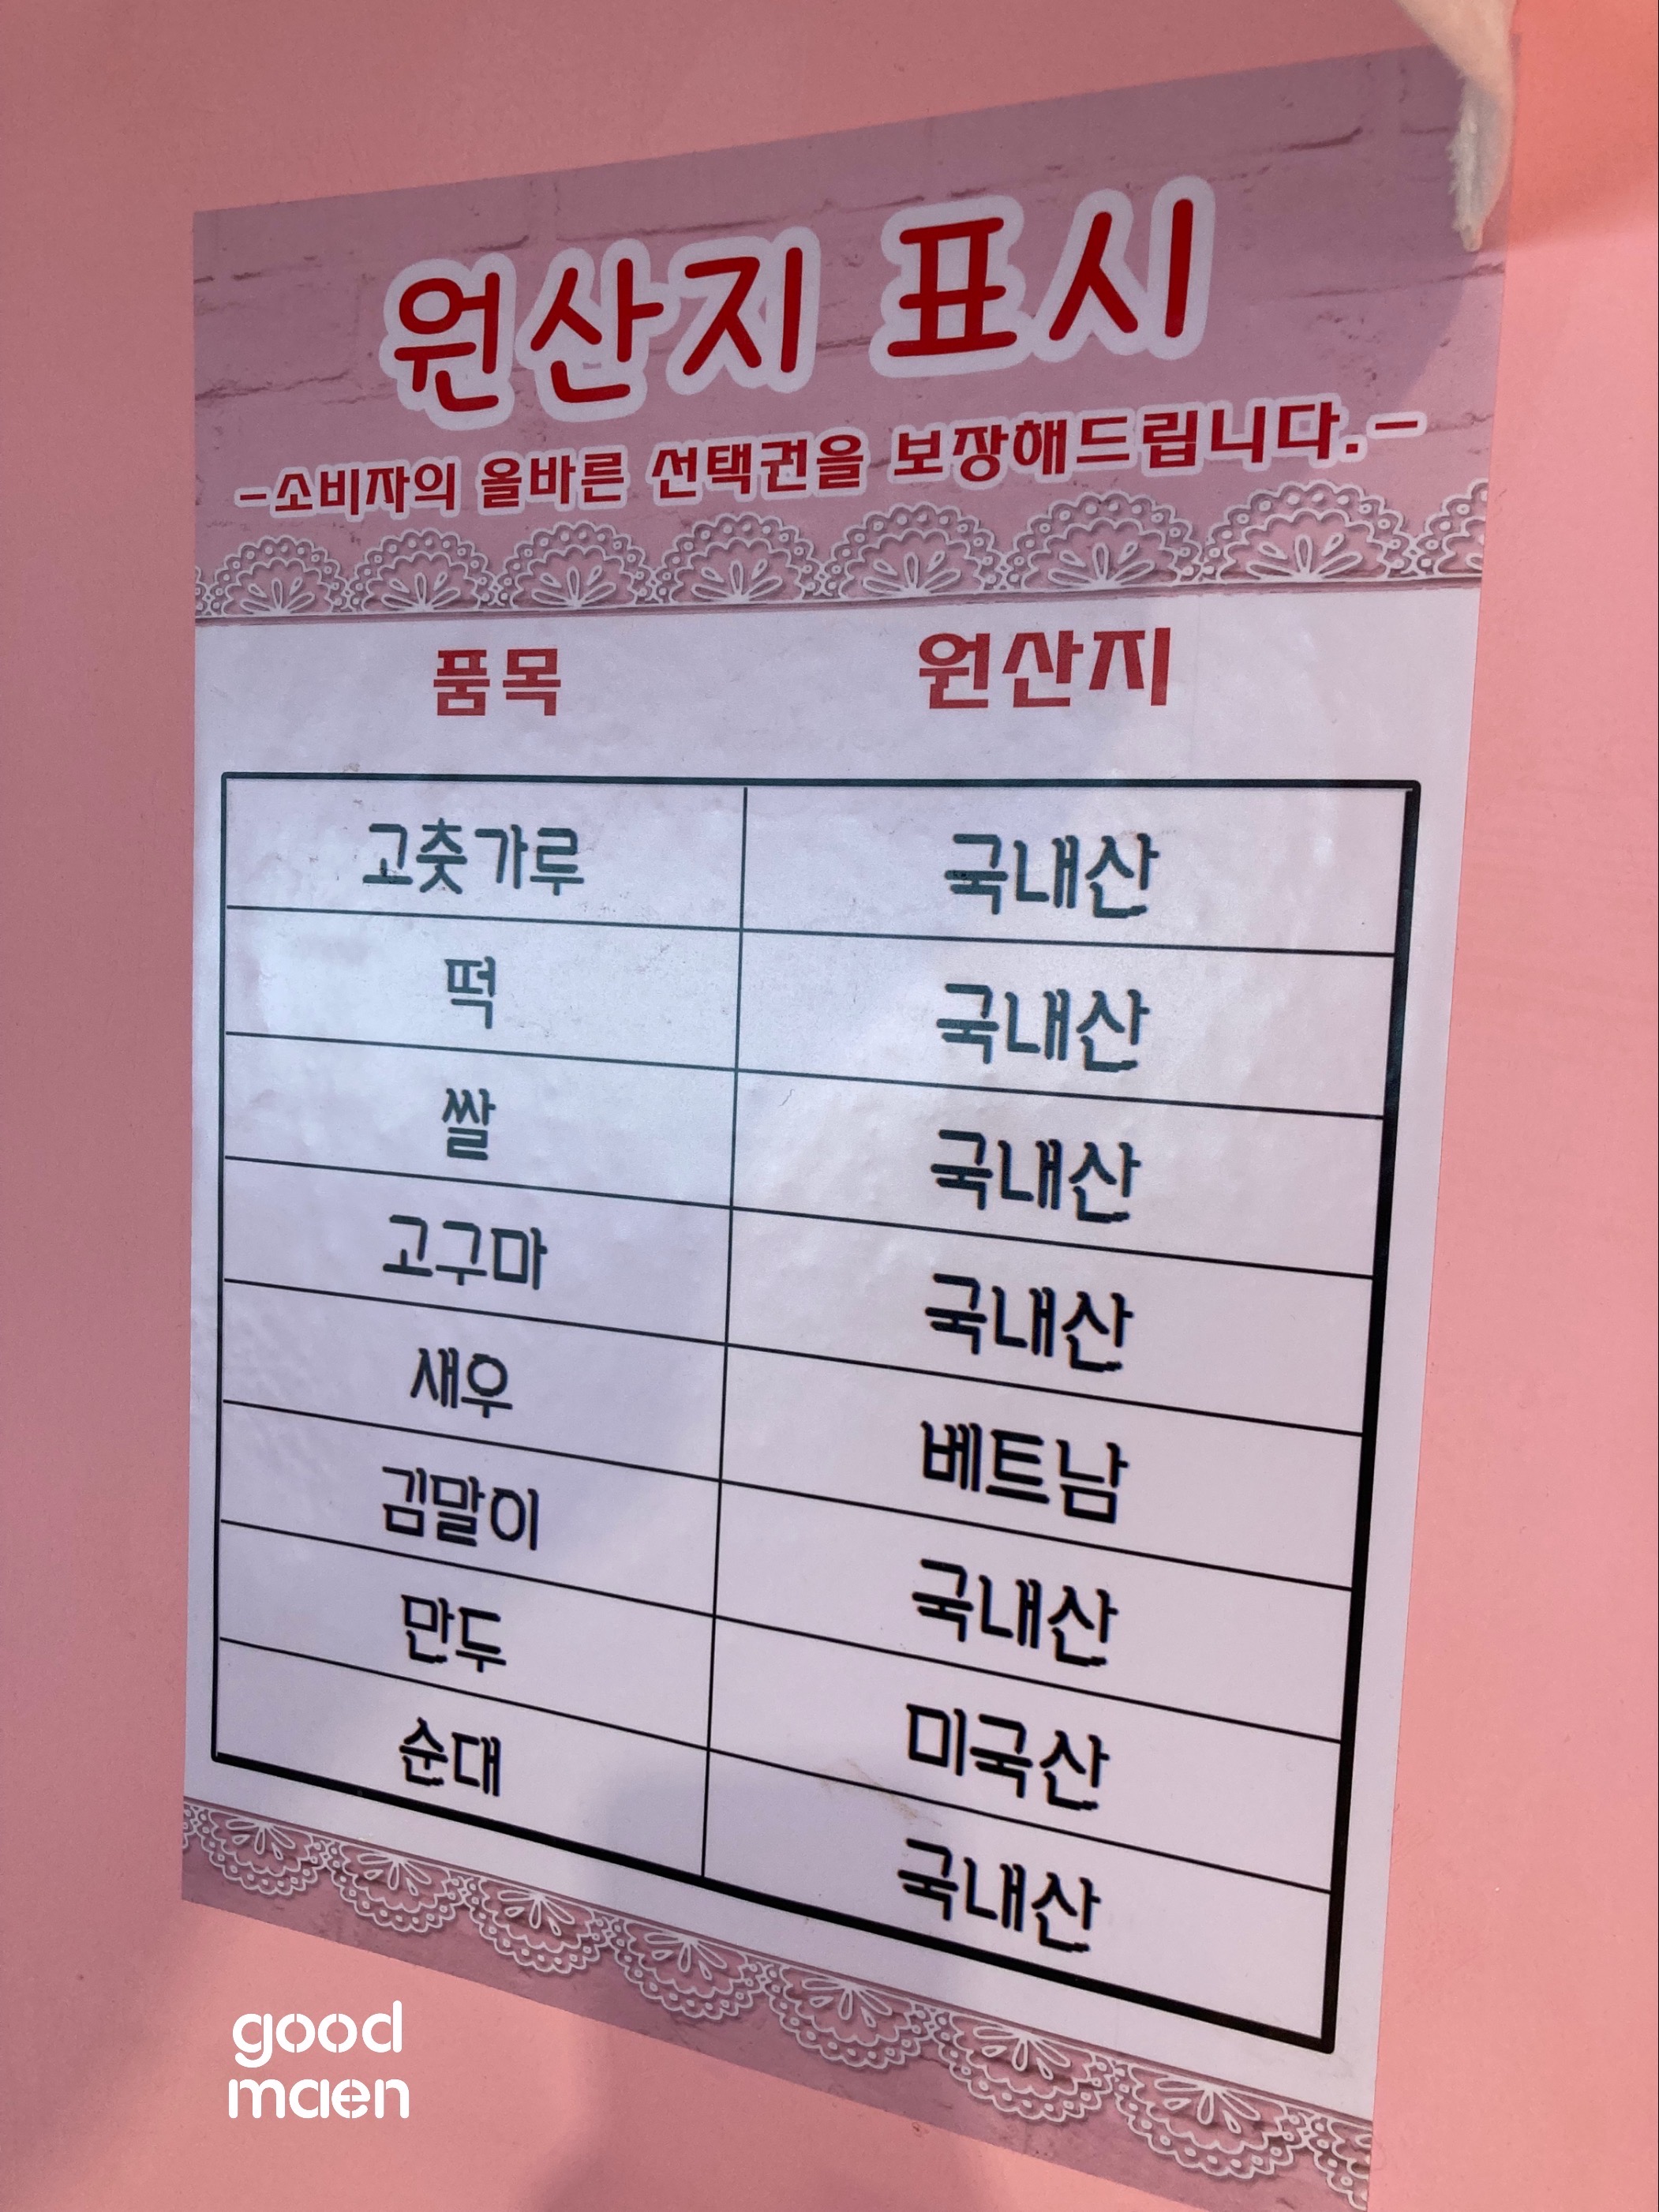 원산지 표시
-소비자의 올바른 선택권을 보장해드립니다.-
품목 원산지
고춧가루 국내산
떡 국내산
쌀 국내산
고구마 국내산
새우 베트남
김말이 국내산
만두 미국산
순대 국내산
good
maen